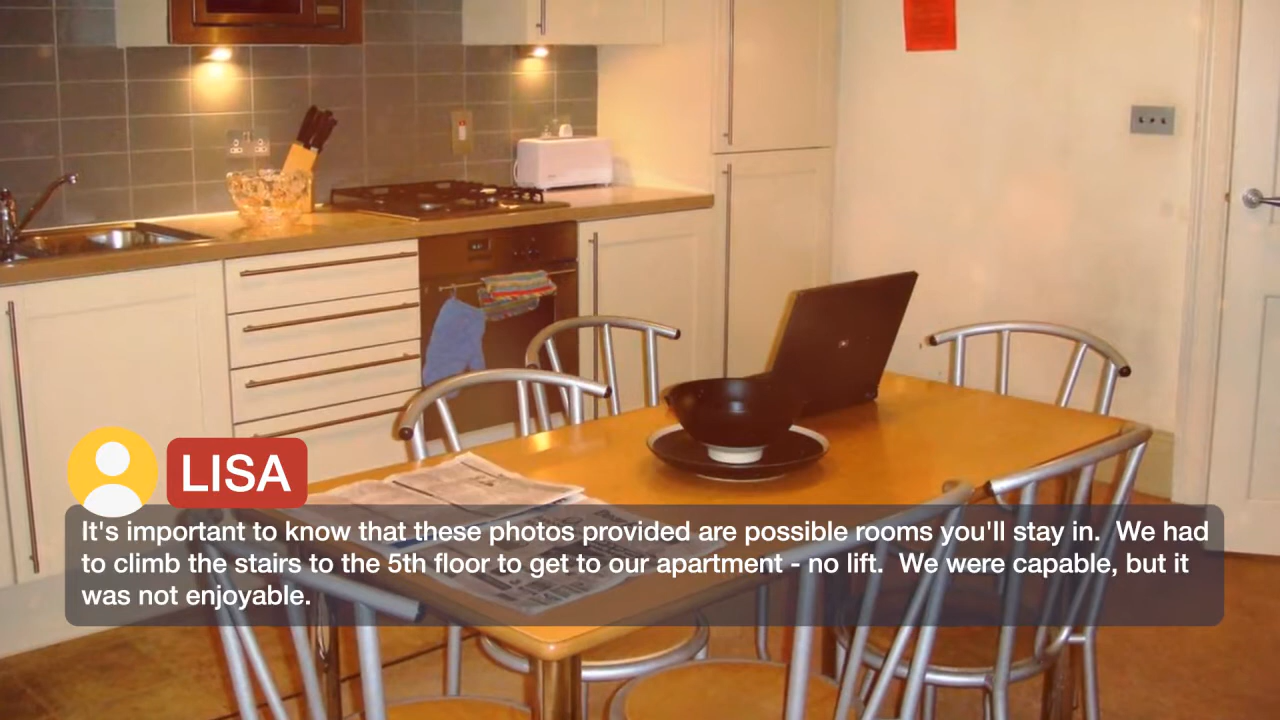 LISA
It's important to know that these photos provided are possible rooms you'll stay in.  We had
to climb the stairs to the 5th floor to get to our apartment - no lift.  We were capable, but it
was not enjoyable.